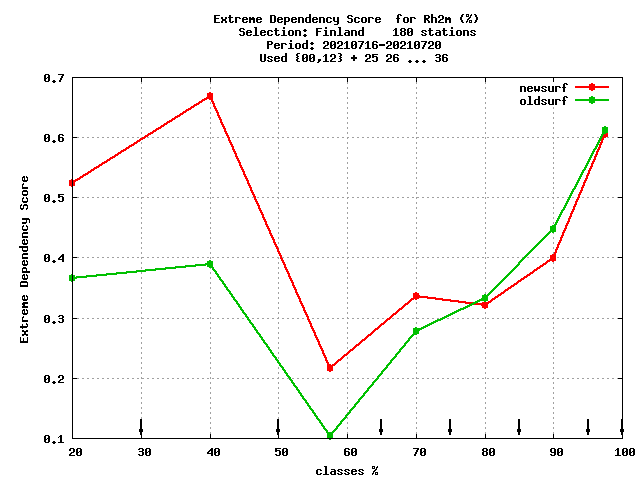 Extreme Dependency Score  for Rh2m (%)
Selection: Finland    180 stations
Period: 20210716-20210720
Used {00,12} + 25 26 ... 36
newsurf
oldsurf
Extreme Dependency Score
0.7
0.6
0.5
0.4
0.3
0.2
0.1
20 30 40 50 60 70 80 90 100
classes %